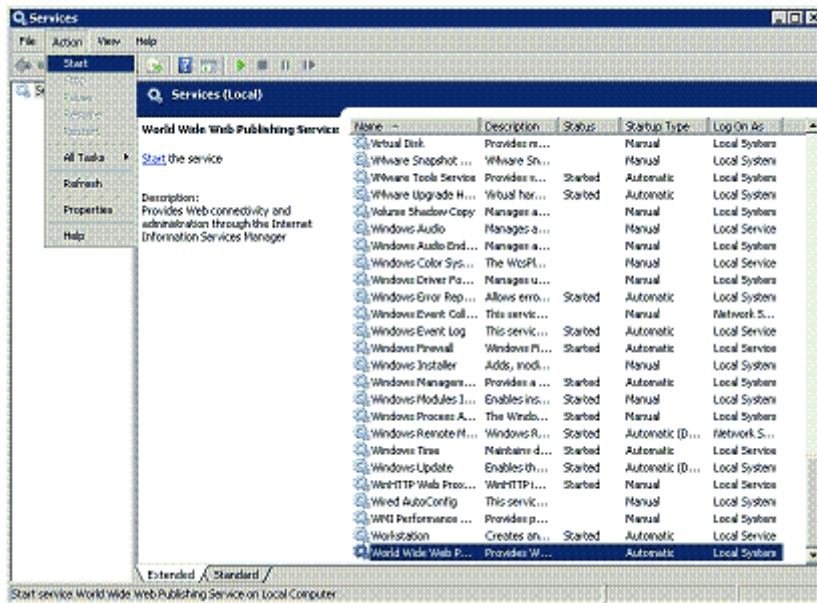 Services
File Action View Help
Start
Stop
Pause
Resume
Restart
All Tasks
Refresh
Properties
Help
Services (Local)
World Wide Web Publishing Service
Start the service
Description:
Provides Web connectivity and
administration through the Internet
Information Services Manager
Name Description Status Startup Type Log On As
Virtual Disk Provides m... Manual Local System
VMware Snapshot ... VMware Sn... Manual Local System
VMware Tools Service Provides s... Started Automatic Local System
VMware Upgrade H... Virtual har... Started Automatic Local System
Volume Shadow Copy Manages a... Manual Local System
Windows Audio Manages a... Manual Local Service
Windows Audio End... Manages a... Manual Local System
Windows Color Sys... The WcsPl... Manual Local Service
Windows Driver Fo... Manages u... Manual Local System
Windows Error Rep... Allows erro... Started Automatic Local System
Windows Event Coll... This servic... Manual Network S...
Windows Event Log This servic... Started Automatic Local Service
Windows Firewall Windows Fi... Started Automatic Local Service
Windows Installer Adds, modi... Manual Local System
Windows Managem... Provides a ... Started Automatic Local System
Windows Modules I... Enables ins... Started Manual Local System
Windows Process A... The Windo... Started Manual Local System
Windows Remote M... Windows R... Started Automatic (D... Network S...
Windows Time Maintains d... Started Automatic Local Service
Windows Update Enables th... Started Automatic (D... Local System
WinHTTP Web Prox... WinHTTP i... Started Manual Local Service
Wired AutoConfig This servic... Manual Local System
WMI Performance ... Provides p... Manual Local System
Workstation Creates an... Started Automatic Local Service
World Wide Web P... Provides W... Automatic Local System
Extended Standard
Start service World Wide Web Publishing Service on Local Computer